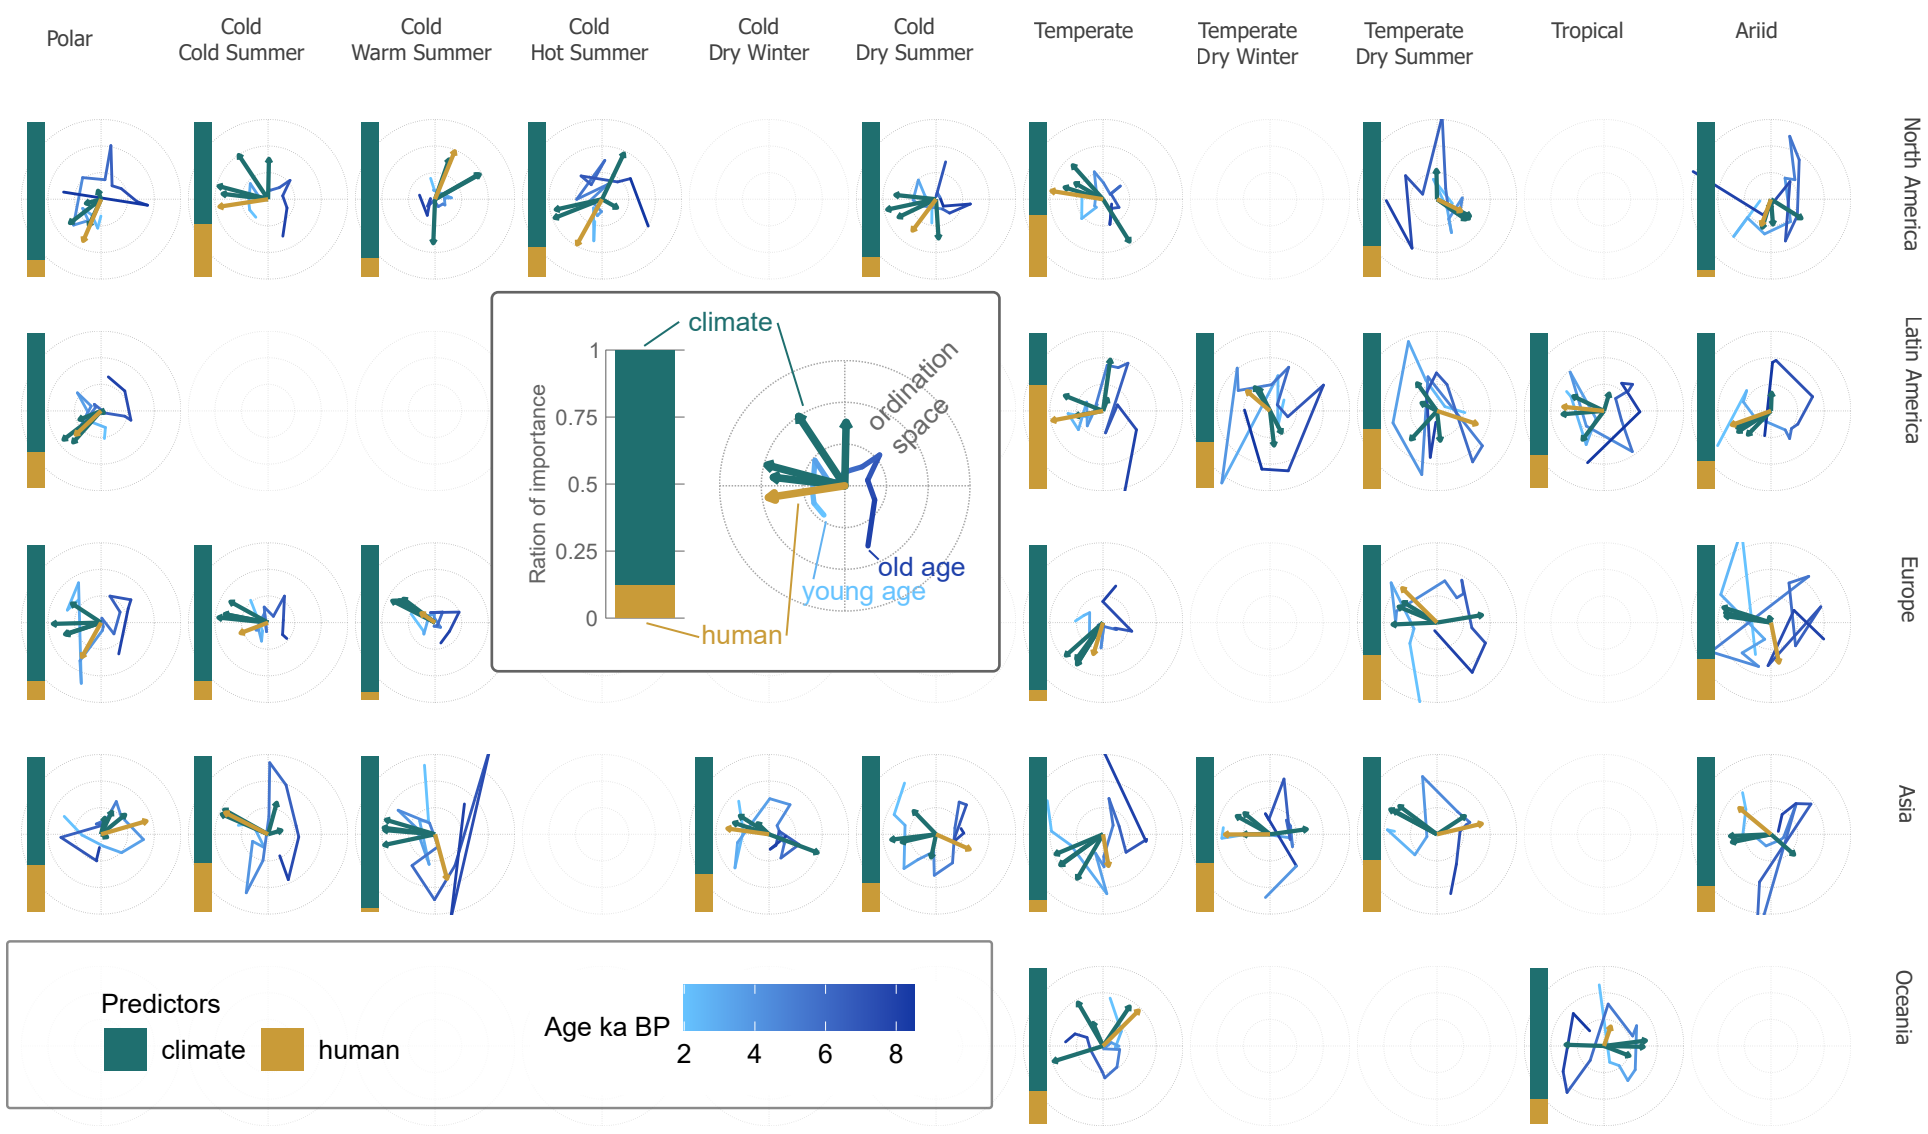 Polar
Cold
Cold Summer
Cold
Warm Summer
Cold
Hot Summer
Cold
Dry Winter
Cold
Dry Summer
Temperate
Temperate
Dry Winter
Temperate
Dry Summer
Tropical
Ariid
North America
Latin America
Europe
Asia
Oceania
climate
1
0.75
0.5
0.25
0
Ration of importance
ordination
space
old age
young age
human
Predictors
climate
human
Age ka BP
2 4 6 8